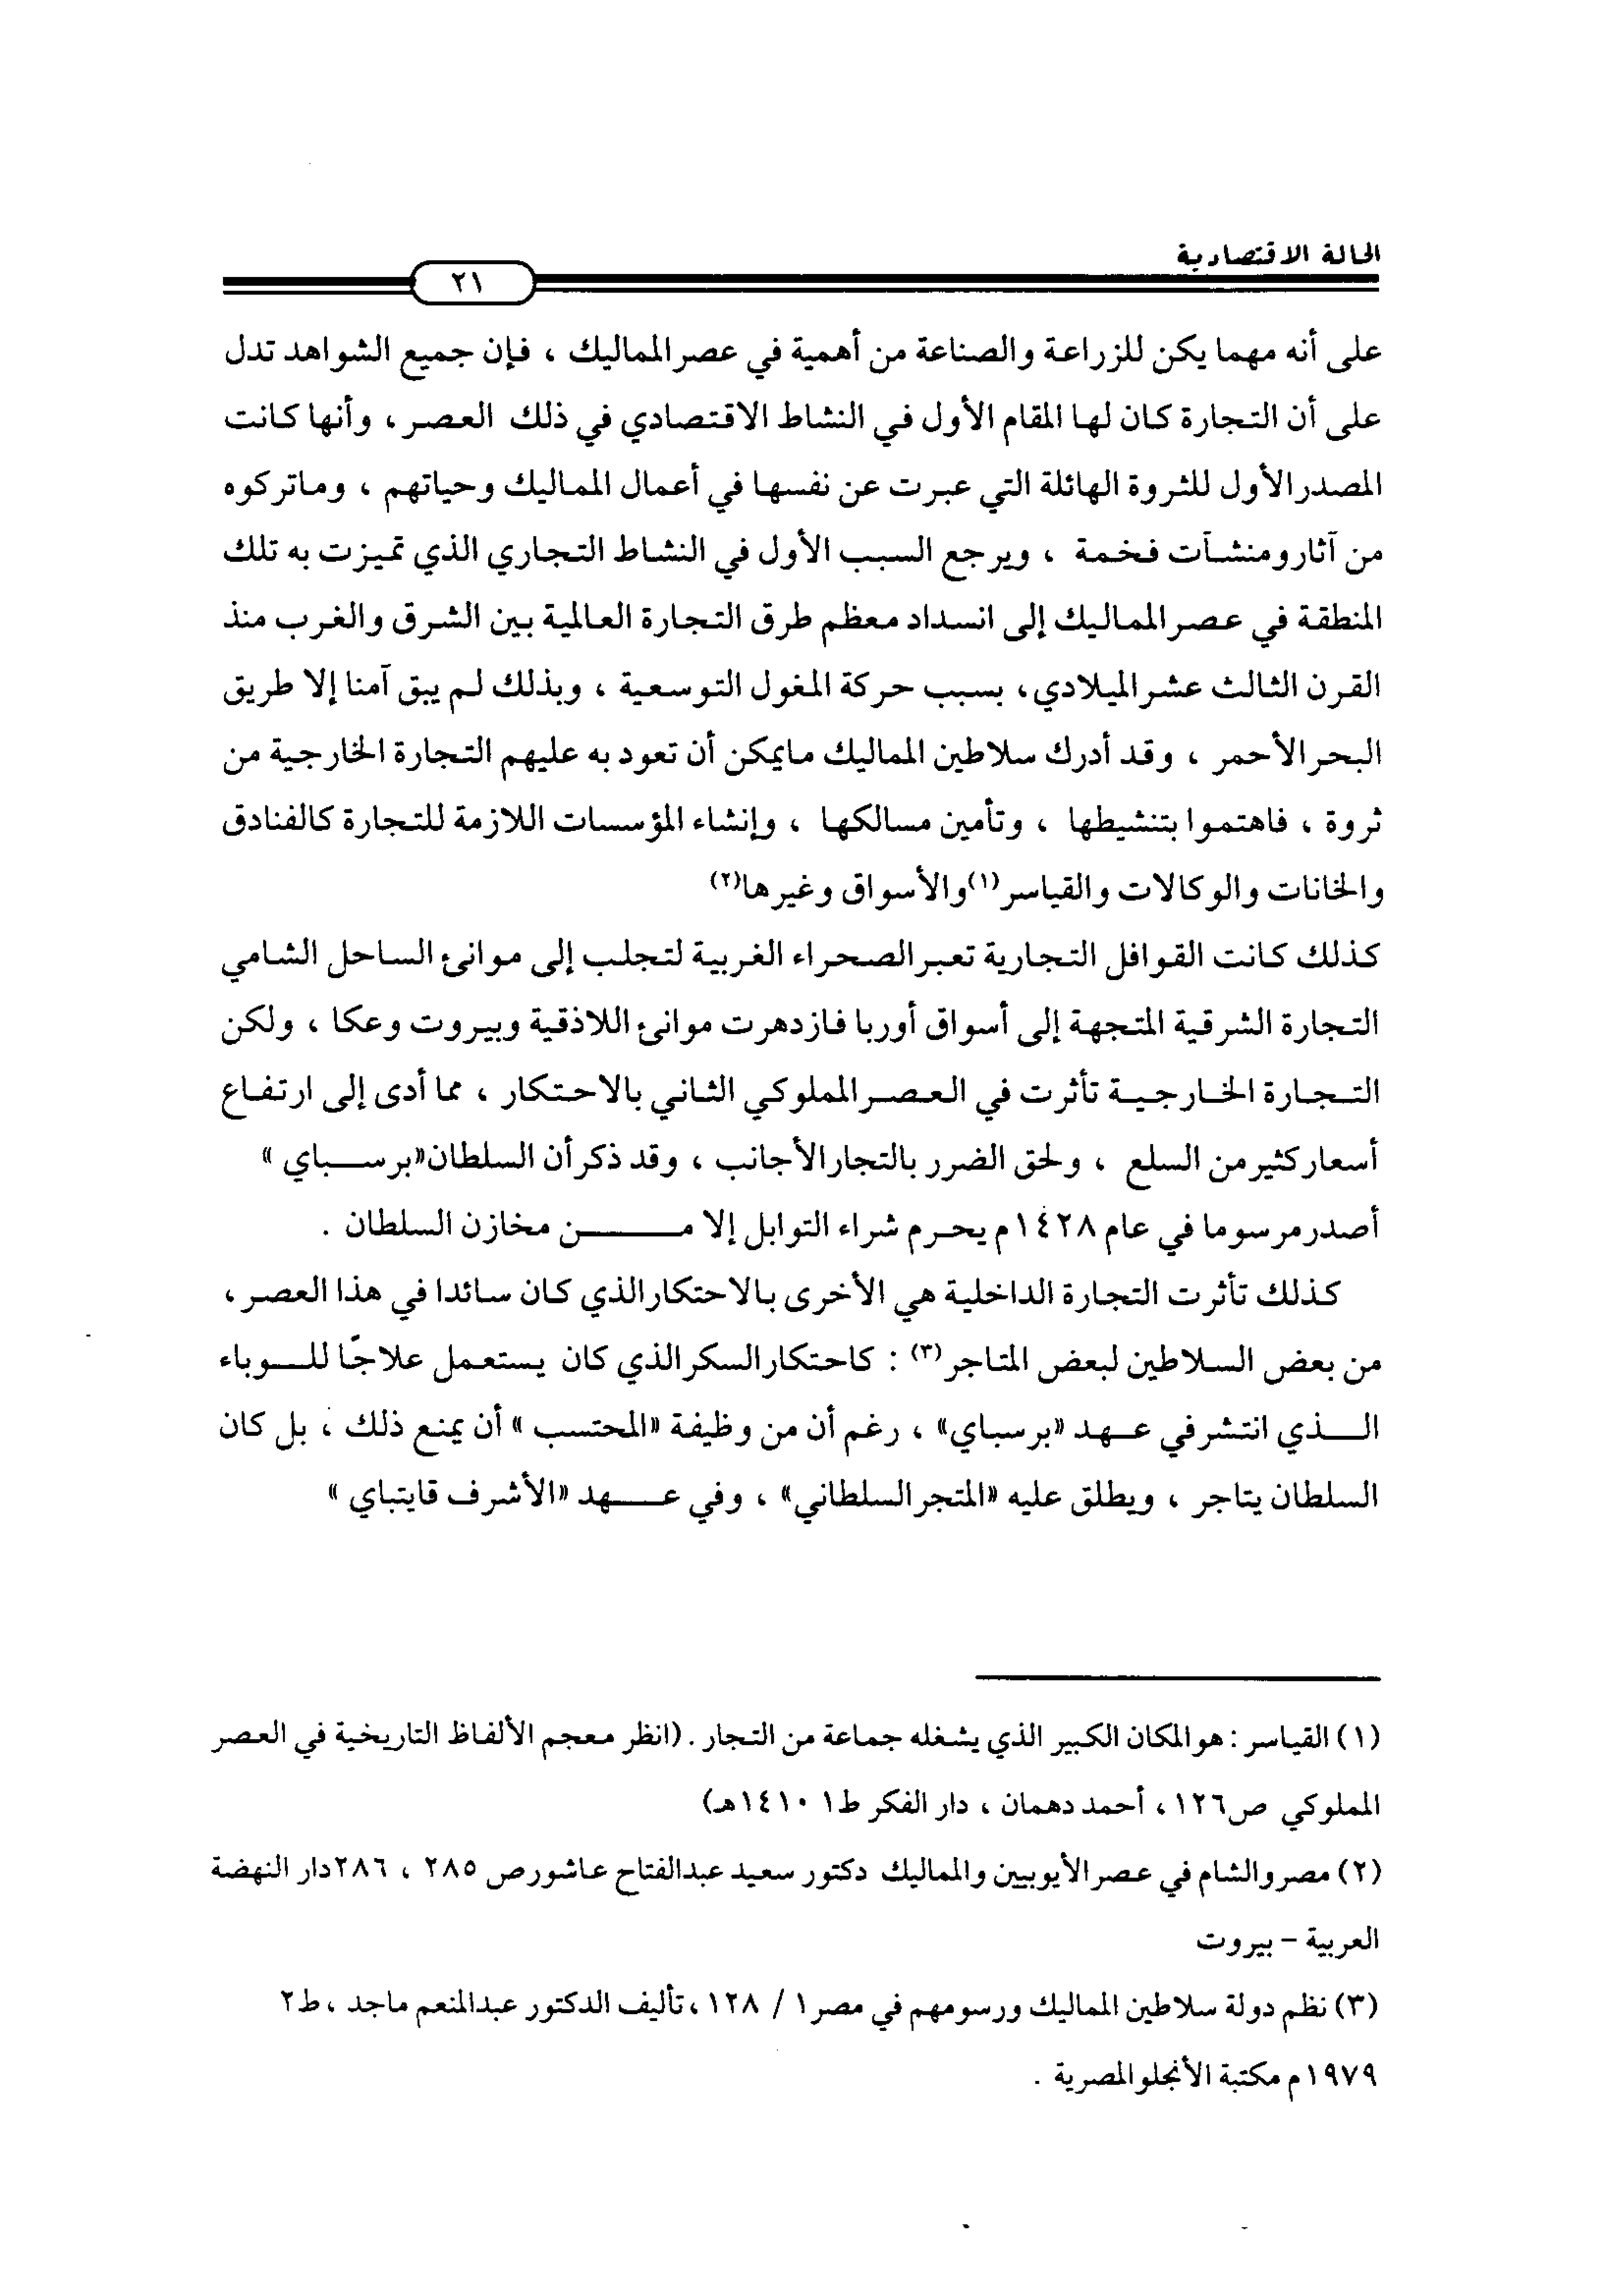 الحالة الاقتصادية
٢١
على أنه مهما يكن للزراعة والصناعة من أهمية في عصر المماليك ، فإن جميع الشواهد تدل
على أن التجارة كان لها المقام الأول في النشاط الاقتصادي في ذلك العصر ، وأنها كانت
المصدر الأول للثروة الهائلة التي عبرت عن نفسها في أعمال المماليك وحياتهم ، وماتركوه
من آثار ومنشآت فخمة ، ويرجع السبب الأول في النشاط التجاري الذي تميزت به تلك
المنطقة في عصر المماليك إلى انسداد معظم طرق التجارة العالمية بين الشرق والغرب منذ
القرن الثالث عشر الميلادي، بسبب حركة المغول التوسعية ، وبذلك لم يبق آمنا إلا طريق
البحر الأحمر ، وقد أدرك سلاطين المماليك مايمكن أن تعود به عليهم التجارة الخارجية من
ثروة ، فاهتموا بتنشيطها ، وتأمين مسالكها ، وإنشاء المؤسسات اللازمة للتجارة كالفنادق
والخانات والوكالات والقياسر(١)والأسواق وغيرها(٢)
كذلك كانت القوافل التجارية تعبر الصحراء الغربية لتجلب إلى موانئ الساحل الشامي
التجارة الشرقية المتجهة إلى أسواق أوربا فازدهرت موانئ اللاذقية وبيروت وعكا ، ولكن
التجارة الخارجية تأثرت في العصر المملوكي الثاني بالاحتكار ، مما أدى إلى ارتفاع
أسعار كثير من السلع ، ولحق الضرر بالتجار الأجانب ، وقد ذكر أن السلطان«برسباي »
أصدر مرسوما في عام ١٤٢٨م يحرم شراء التوابل إلا من مخازن السلطان .
كذلك تأثرت التجارة الداخلية هي الأخرى بالاحتكار الذي كان سائدا في هذا العصر ،
من بعض السلاطين لبعض المتاجر(٣) : كاحتكار السكر الذي كان يستعمل علاجًا للوباء
الذي انتشر في عهد «برسباي» ، رغم أن من وظيفة «المحتسب » أن يمنع ذلك ، بل كان
السلطان يتاجر ، ويطلق عليه «المتجر السلطاني» ، وفي عهد «الأشرف قايتباي »
(١) القياسر : هو المكان الكبير الذي يشغله جماعة من التجار . (انظر معجم الألفاظ التاريخية في العصر
المملوكي ص١٢٦ ، أحمد دهمان ، دار الفكر ط١ ١٤١٠هـ)
(٢) مصر والشام في عصر الأيوبيين والمماليك دكتور سعيد عبدالفتاح عاشور ص ٢٨٥ ، ٢٨٦دار النهضة
العربية – بيروت
(٣) نظم دولة سلاطين المماليك ورسومهم في مصر ١ / ١٢٨ ، تأليف الدكتور عبدالمنعم ماجد ، ط٢
١٩٧٩م مكتبة الأنجلو المصرية .